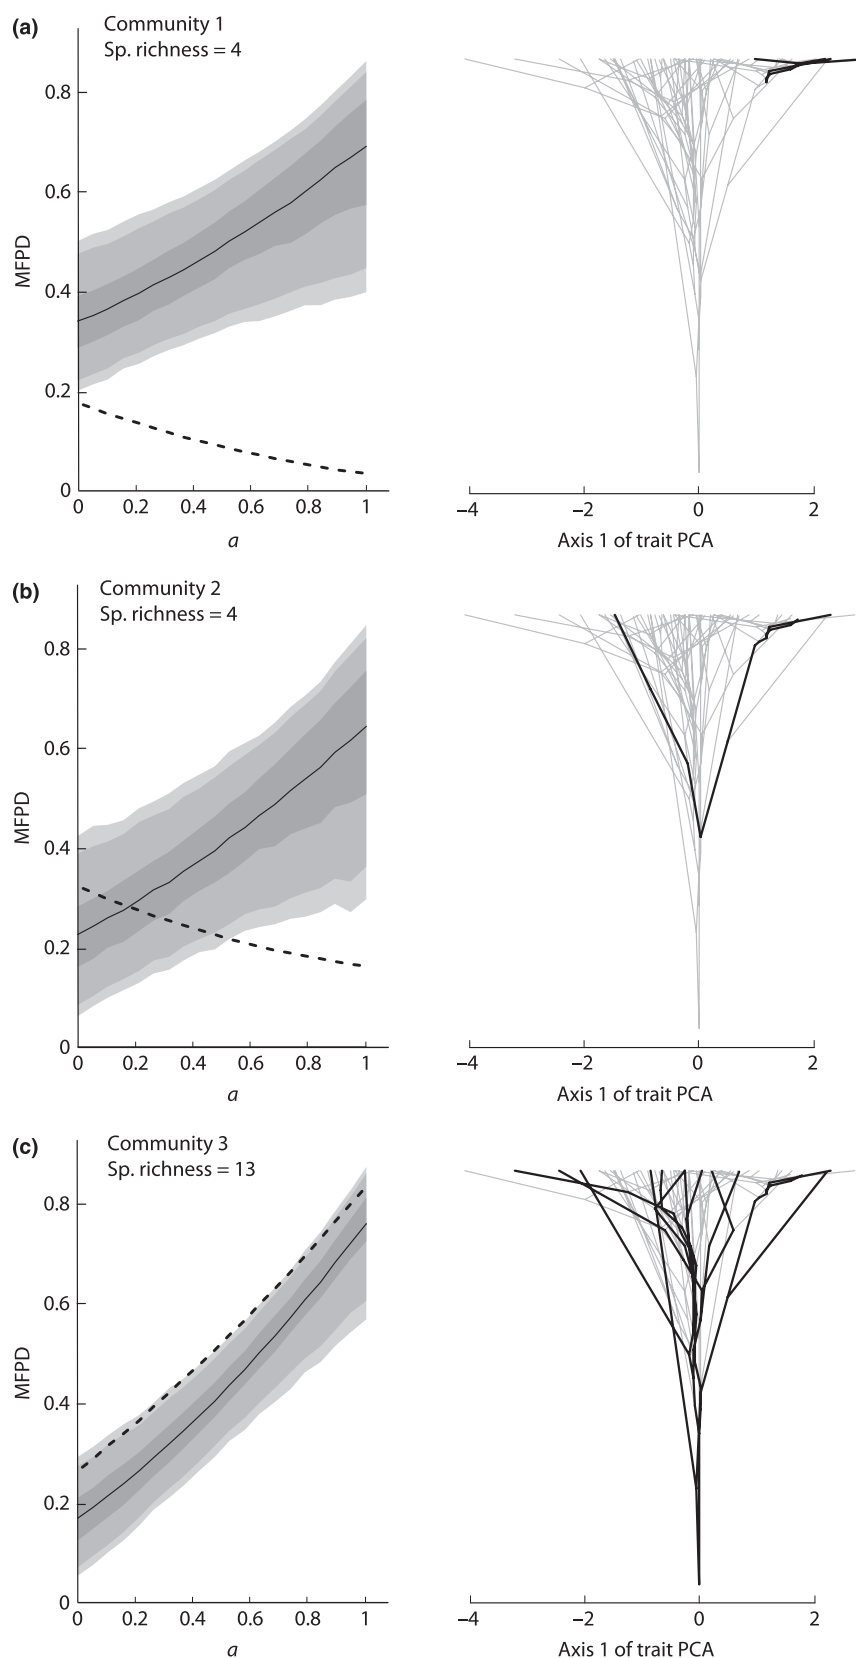 (a)
Community 1
Sp. richness = 4
0.8
0.6
0.4
0.2
0
MFPD
0 0.2 0.4 0.6 0.8 1
a
−4 −2 0 2
Axis 1 of trait PCA
(b)
Community 2
Sp. richness = 4
0.8
0.6
0.4
0.2
0
MFPD
0 0.2 0.4 0.6 0.8 1
a
−4 −2 0 2
Axis 1 of trait PCA
(c)
Community 3
Sp. richness = 13
0.8
0.6
0.4
0.2
0
MFPD
0 0.2 0.4 0.6 0.8 1
a
−4 −2 0 2
Axis 1 of trait PCA